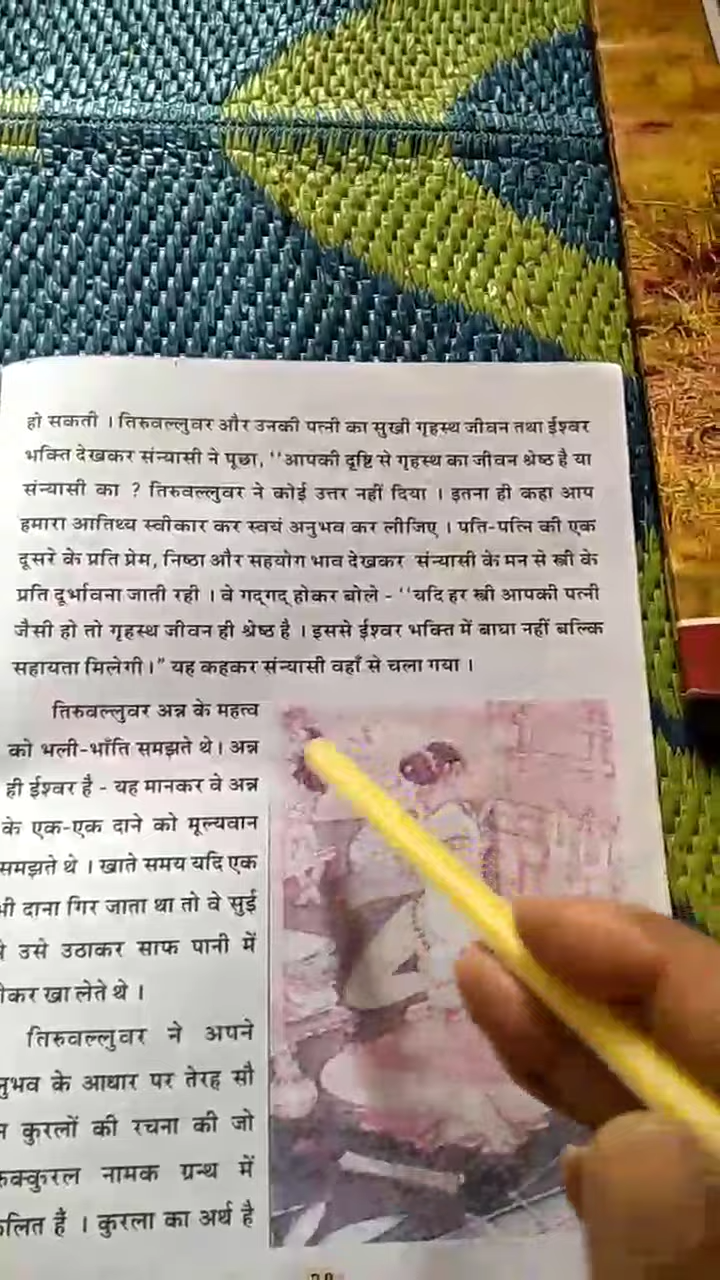 हो सकती । तिरुवल्लुवर और उनकी पत्नी का सुखी गृहस्थ जीवन तथा ईश्वर
भक्ति देखकर संन्यासी ने पूछा, ''आपकी दृष्टि से गृहस्थ का जीवन श्रेष्ठ है या
संन्यासी का ? तिरुवल्लुवर ने कोई उत्तर नहीं दिया । इतना ही कहा आप
हमारा आतिथ्य स्वीकार कर स्वयं अनुभव कर लीजिए । पति-पत्नि की एक
दूसरे के प्रति प्रेम, निष्ठा और सहयोग भाव देखकर संन्यासी के मन से स्त्री के
प्रति दूर्भावना जाती रही । वे गद्गद् होकर बोले - ''यदि हर स्त्री आपकी पत्नी
जैसी हो तो गृहस्थ जीवन ही श्रेष्ठ है । इससे ईश्वर भक्ति में बाघा नहीं बल्कि
सहायता मिलेगी।" यह कहकर संन्यासी वहाँ से चला गया ।
तिरुवल्लुवर अन्न के महत्व
को भली-भाँति समझते थे। अन्न
ही ईश्वर है - यह मानकर वे अन्न
के एक-एक दाने को मूल्यवान
समझते थे । खाते समय यदि एक
भी दाना गिर जाता था तो वे सुई
से उसे उठाकर साफ पानी में
कर खा लेते थे ।
तिरुवल्लुवर ने अपने
के आधार पर तेरह सौ
कुरलों की रचना की जो
नामक ग्रन्थ में
हैं । कुरला का अर्थ है